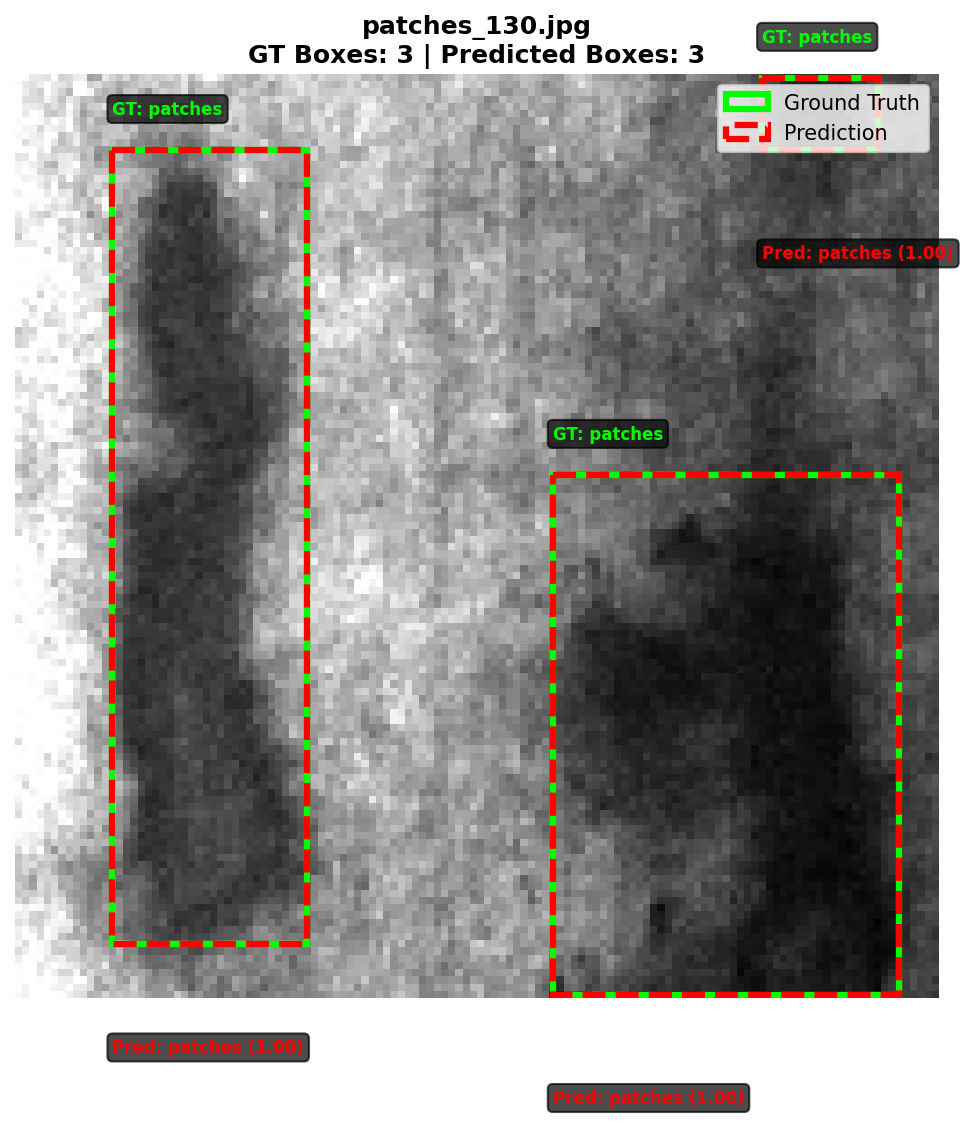 patches_130.jpg
GT Boxes: 3 | Predicted Boxes: 3
GT: patches
GT: patches
Ground Truth
Prediction
Pred: patches (1.00)
GT: patches
Pred: patches (1.00)
Pred: patches (1.00)